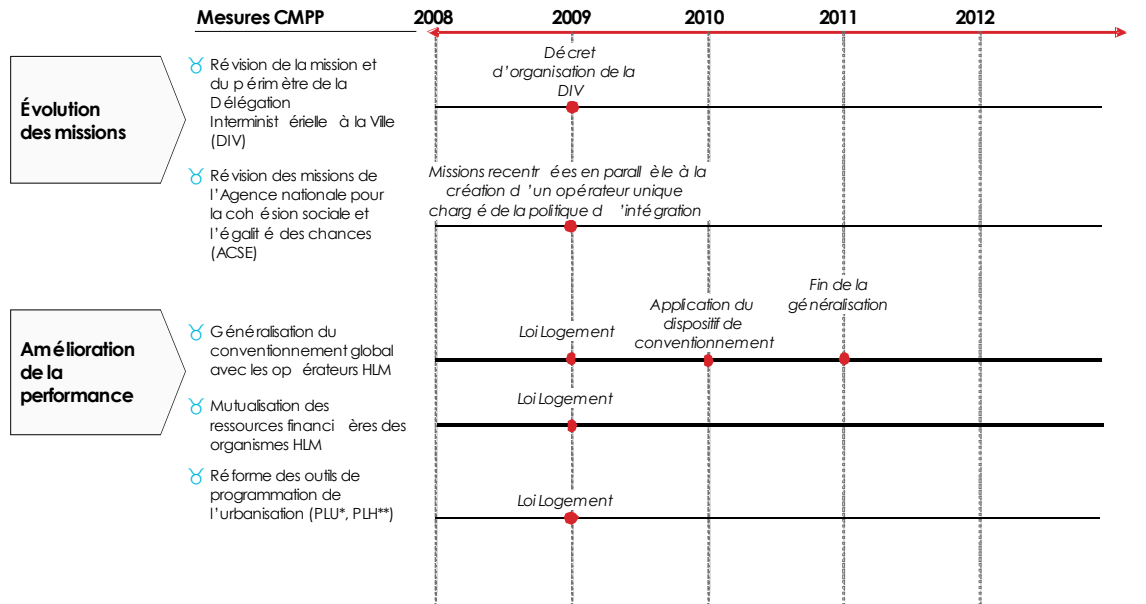 Mesures CMPP 2008 2009 2010 2011 2012
Évolution
des missions
Révision de la mission et
du périmètre de la
Délégation
Interministérielle à la Ville
(DIV)
Décret
d'organisation de la
DIV
Révision des missions de
l'Agence nationale pour
la cohésion sociale et
l'égalité des chances
(ACSE)
Missions recentrées en parallèle à la
création d'un opérateur unique
chargé de la politique d'intégration
Amélioration
de la
performance
Généralisation du
conventionnement global
avec les opérateurs HLM
Loi Logement
Application du
dispositif de
conventionnement
Fin de la
généralisation
Mutualisation des
ressources financières des
organismes HLM
Loi Logement
Réforme des outils de
programmation de
l'urbanisation (PLU*, PLH**)
Loi Logement